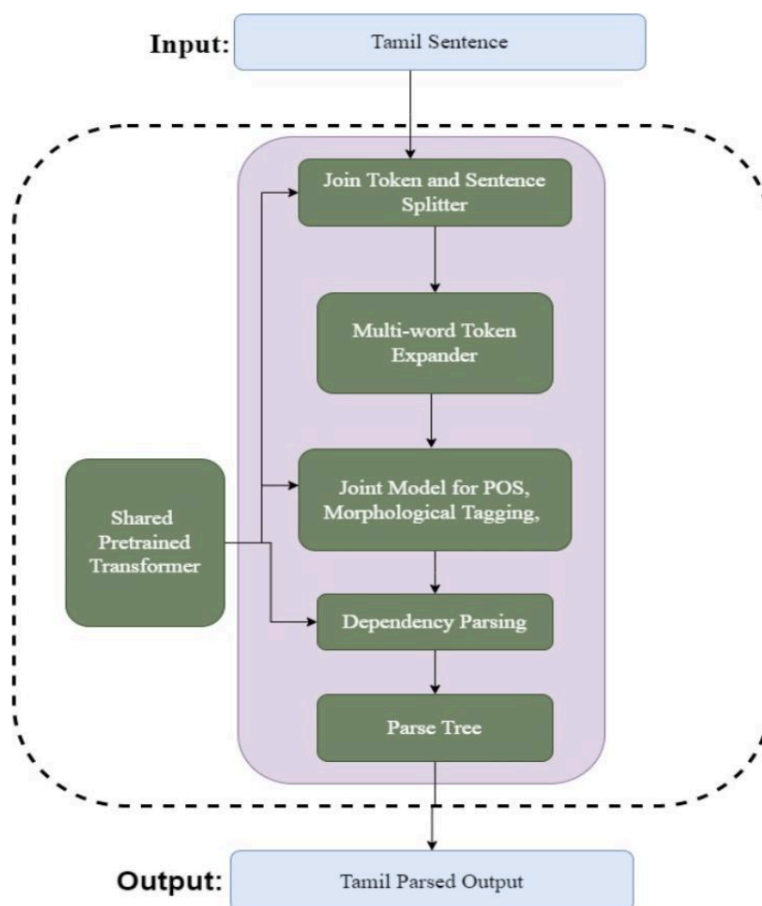 Input:
Tamil Sentence
Join Token and Sentence
Splitter
Multi-word Token
Expander
Shared
Pretrained
Transformer
Joint Model for POS,
Morphological Tagging,
Dependency Parsing
Parse Tree
Output:
Tamil Parsed Output